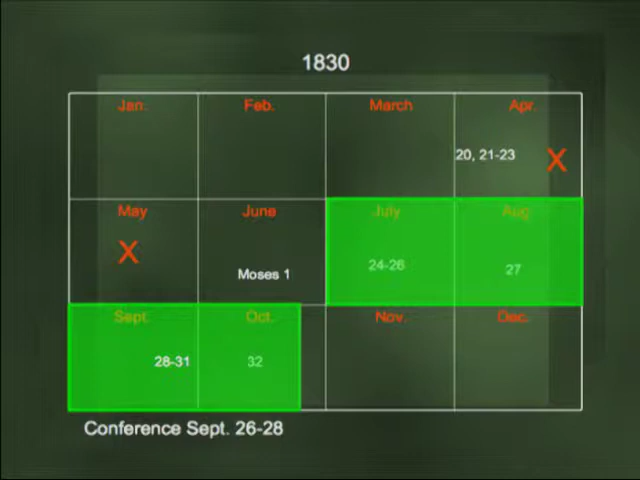 1830
Jan. Feb. March Apr.
20, 21-23 X
May June July Aug.
X
Moses 1 24-26 27
Sept. Oct. Nov. Dec.
28-31 32
Conference Sept. 26-28